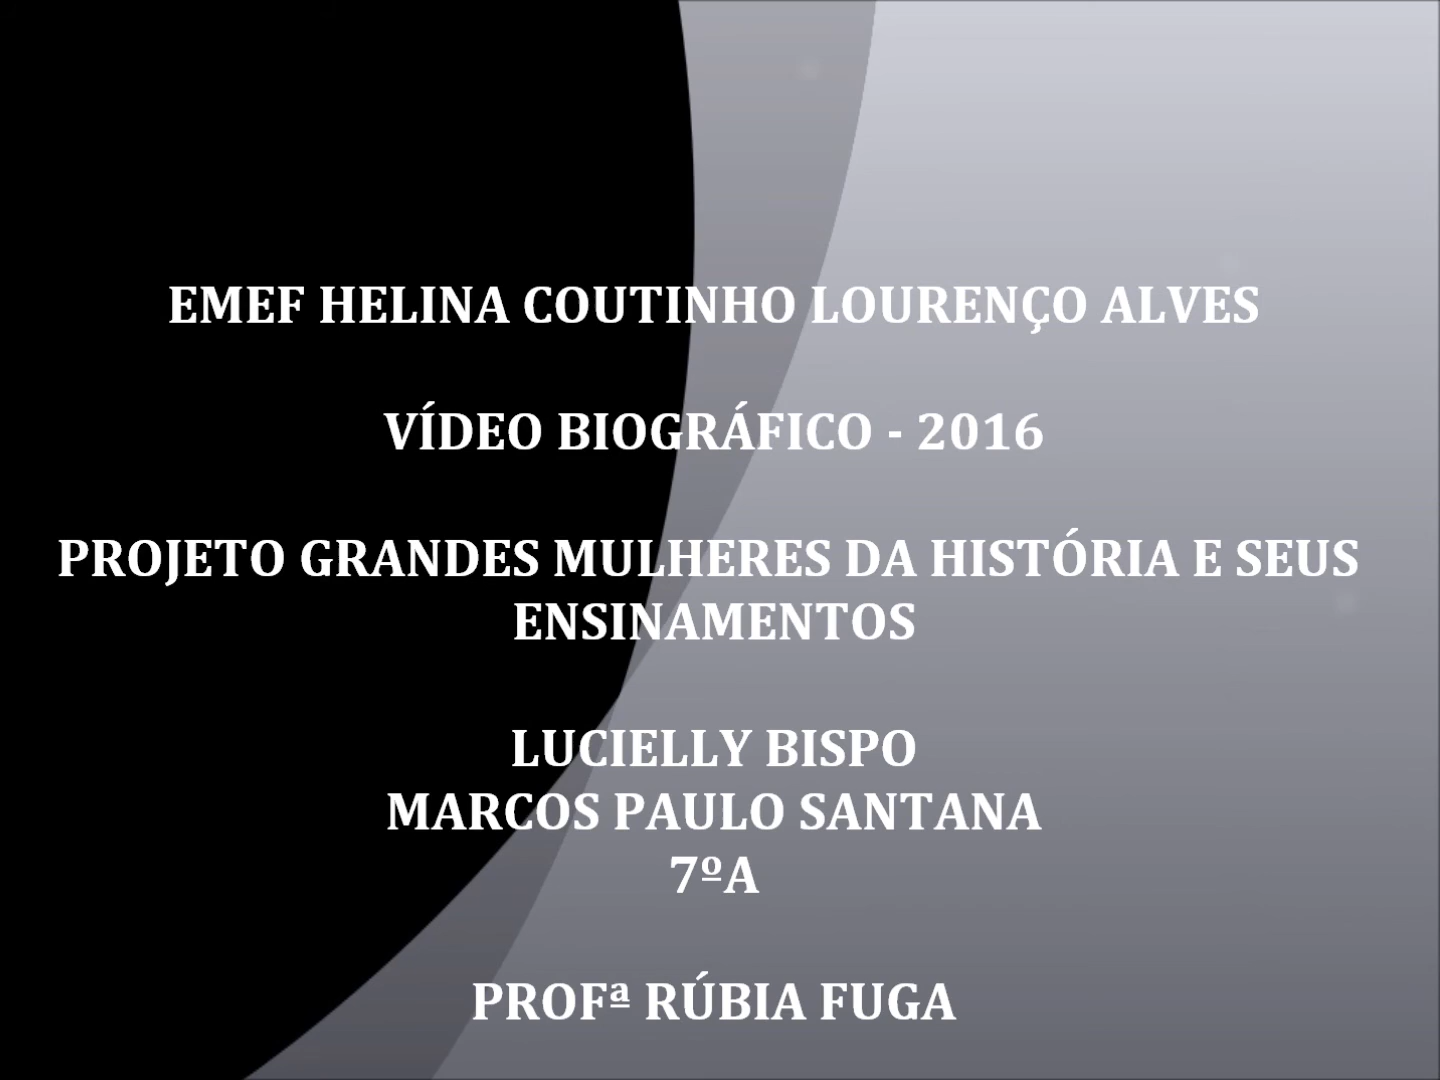 EMEF HELINA COUTINHO LOURENÇO ALVES
VÍDEO BIOGRÁFICO - 2016
PROJETO GRANDES MULHERES DA HISTÓRIA E SEUS
ENSINAMENTOS
LUCIELLY BISPO
MARCOS PAULO SANTANA
7ºA
PROFª RÚBIA FUGA